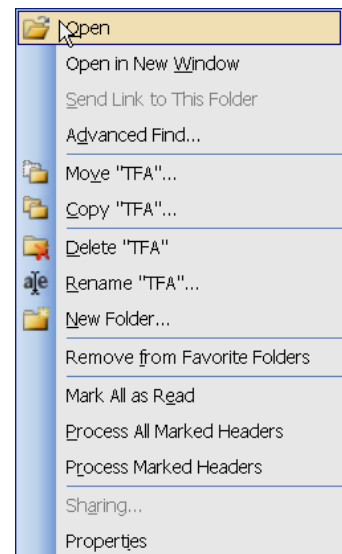 Open
Open in New Window
Send Link to This Folder
Advanced Find...
Move "TFA"...
Copy "TFA"...
Delete "TFA"
Rename "TFA"...
New Folder...
Remove from Favorite Folders
Mark All as Read
Process All Marked Headers
Process Marked Headers
Sharing...
Properties